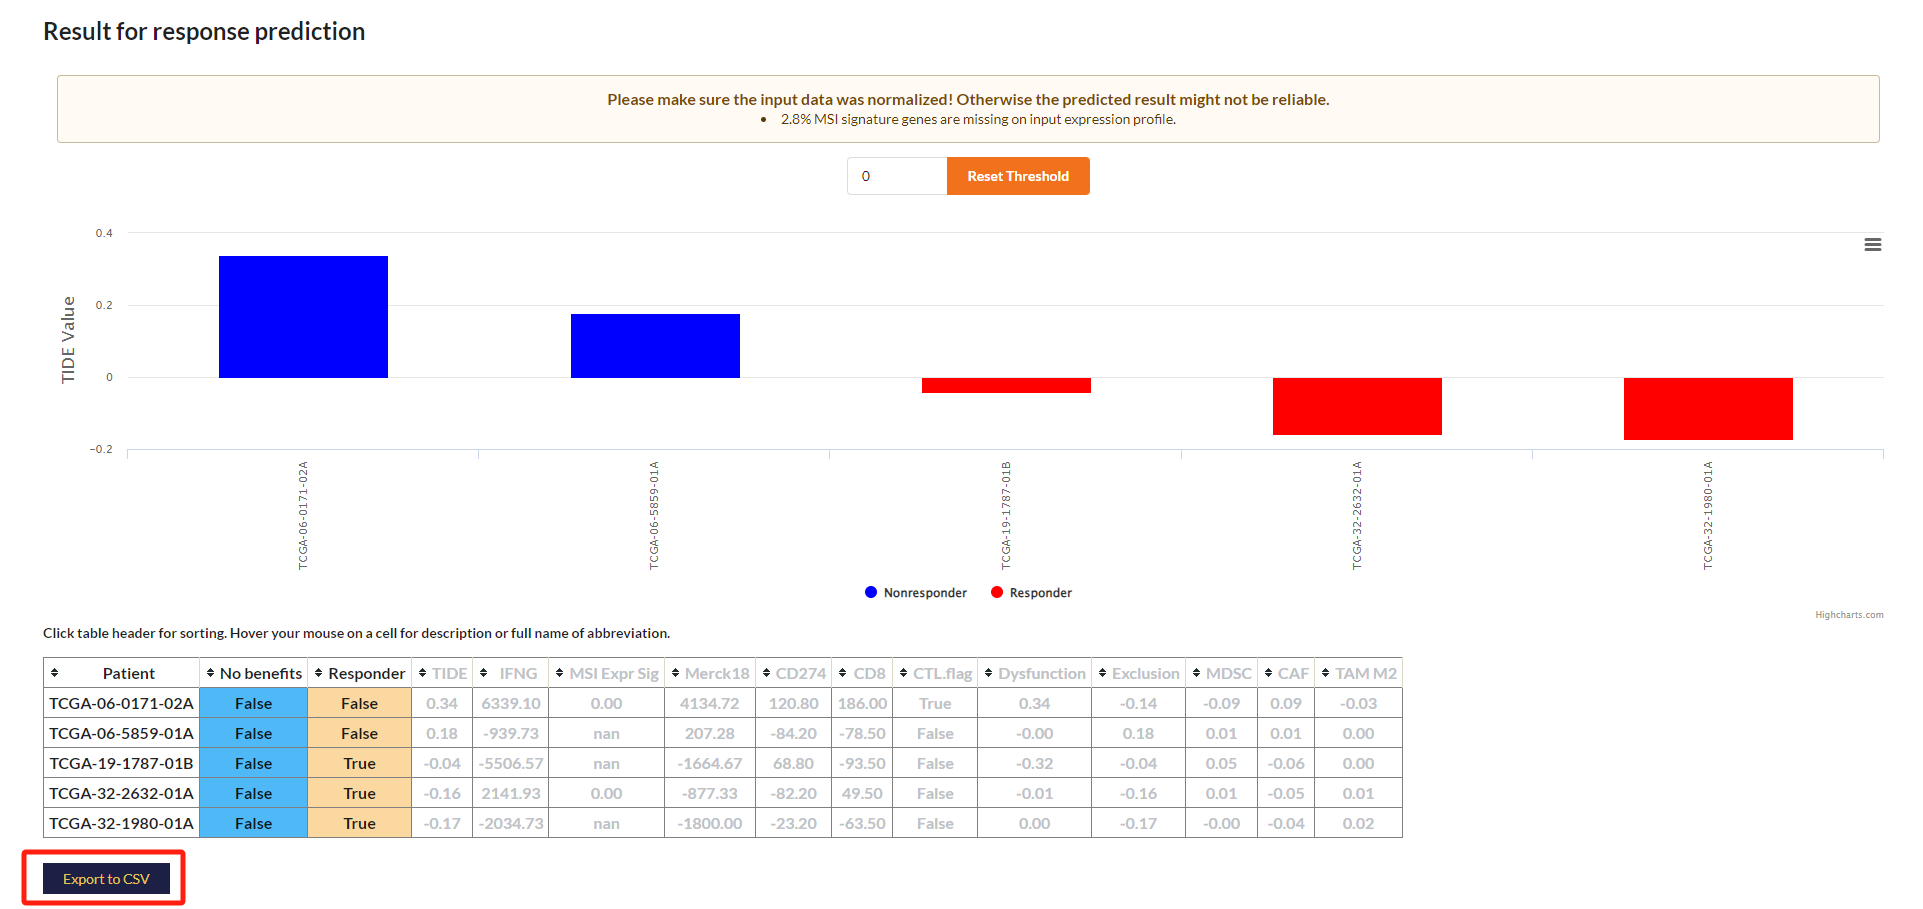 Result for response prediction
Please make sure the input data was normalized! Otherwise the predicted result might not be reliable.
• 2.8% MSI signature genes are missing on input expression profile.
0 Reset Threshold
TIDE Value
0.4
0.2
0
−0.2
TCGA-06-0171-02A
TCGA-06-5859-01A
TCGA-19-1787-01B
TCGA-32-2632-01A
TCGA-32-1980-01A
Nonresponder Responder
Highcharts.com
Click table header for sorting. Hover your mouse on a cell for description or full name of abbreviation.
Patient No benefits Responder TIDE IFNG MSI Expr Sig Merck18 CD274 CD8 CTL.flag Dysfunction Exclusion MDSC CAF TAM M2
TCGA-06-0171-02A False False 0.34 6339.10 0.00 4134.72 120.80 186.00 True 0.34 -0.14 -0.09 0.09 -0.03
TCGA-06-5859-01A False False 0.18 -939.73 nan 207.28 -84.20 -78.50 False -0.00 0.18 0.01 0.01 0.00
TCGA-19-1787-01B False True -0.04 -5506.57 nan -1664.67 68.80 -93.50 False -0.32 -0.04 0.05 -0.06 0.00
TCGA-32-2632-01A False True -0.16 2141.93 0.00 -877.33 -82.20 49.50 False -0.01 -0.16 0.01 -0.05 0.01
TCGA-32-1980-01A False True -0.17 -2034.73 nan -1800.00 -23.20 -63.50 False 0.00 -0.17 -0.00 -0.04 0.02
Export to CSV